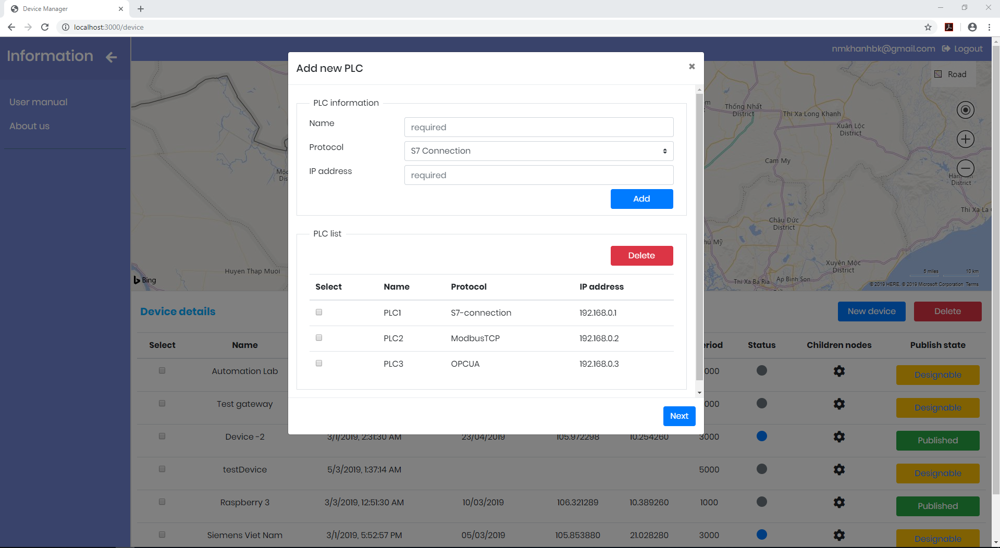 Device Manager
localhost:3000/device
Information
nmkhanhbk@gmail.com Logout
User manual
About us
Add new PLC
PLC information
Name required
Protocol S7 Connection
IP address required
Add
PLC list
Delete
Select Name Protocol IP address
PLC1 S7-connection 192.168.0.1
PLC2 ModbusTCP 192.168.0.2
PLC3 OPCUA 192.168.0.3
Next
Road
Thống Nhất
District
Thi Xa Long Khanh
Xuân Lộc
District
Cam My
District
Thi Xa La
Châu Đức
District
Xuyên Mộc
District
Huyen Thap Muoi
Bing
Thi Xa Ba Ria
Ap Bình Son
5 miles 10 km
© 2019 HERE, © 2019 Microsoft Corporation Terms
Device details
New device Delete
Select Name Status Children nodes Publish state
Automation Lab Designable
Test gateway Designable
Device -2 3/1/2019, 2:31:30 AM 23/04/2019 105.972298 10.254260 3000 Published
testDevice 5/3/2019, 1:37:14 AM 5000 Designable
Raspberry 3 3/3/2019, 12:51:30 AM 10/03/2019 106.321289 10.389260 1000 Published
Siemens Viet Nam 3/1/2019, 5:52:57 PM 05/03/2019 105.853880 21.028280 3000 Designable